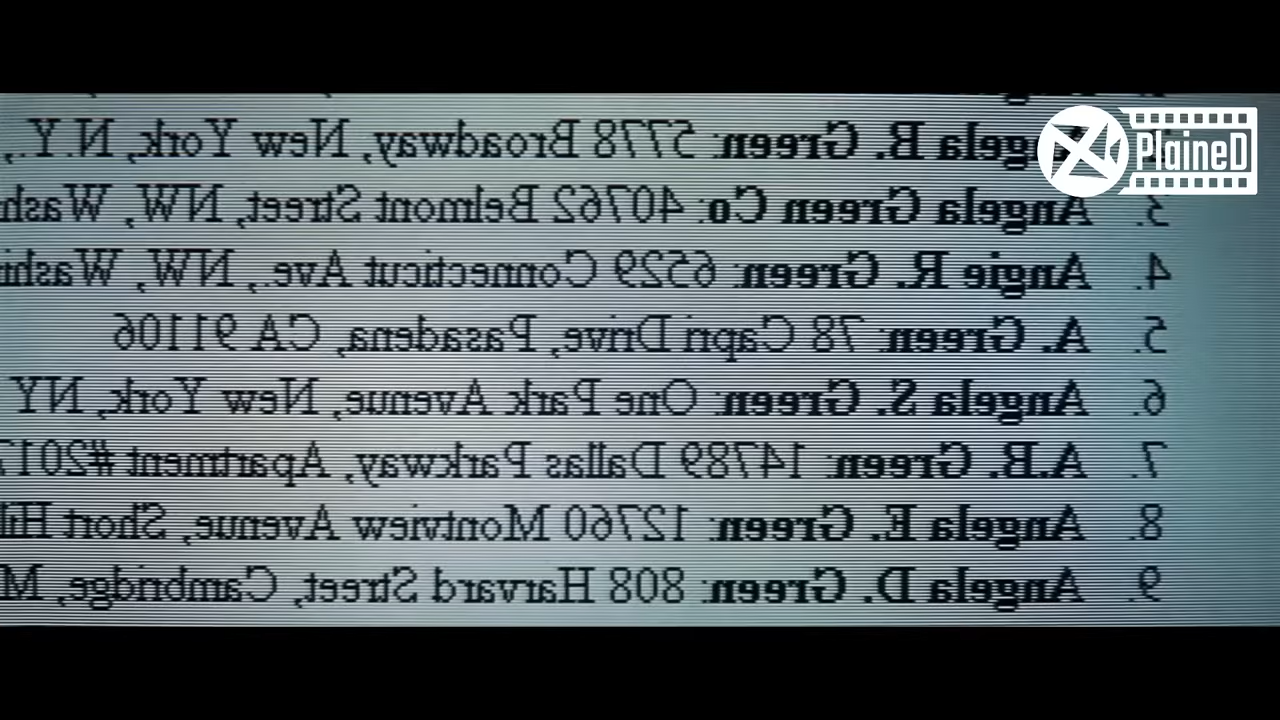 Angela B. Green: 5778 Broadway, New York, N.Y.,
3. Angela Green Co: 40762 Belmont Street, NW, Wash
4. Angie R. Green: 6529 Connecticut Ave., NW, Washi
5. A. Green: 78 Capri Drive, Pasadena, CA 91106
6. Angela S. Green: One Park Avenue, New York, NY
7. A.B. Green: 14789 Dallas Parkway, Apartment #201
8. Angela E. Green: 12760 Montview Avenue, Short Hil
9. Angela D. Green: 808 Harvard Street, Cambridge, M
PlaineD